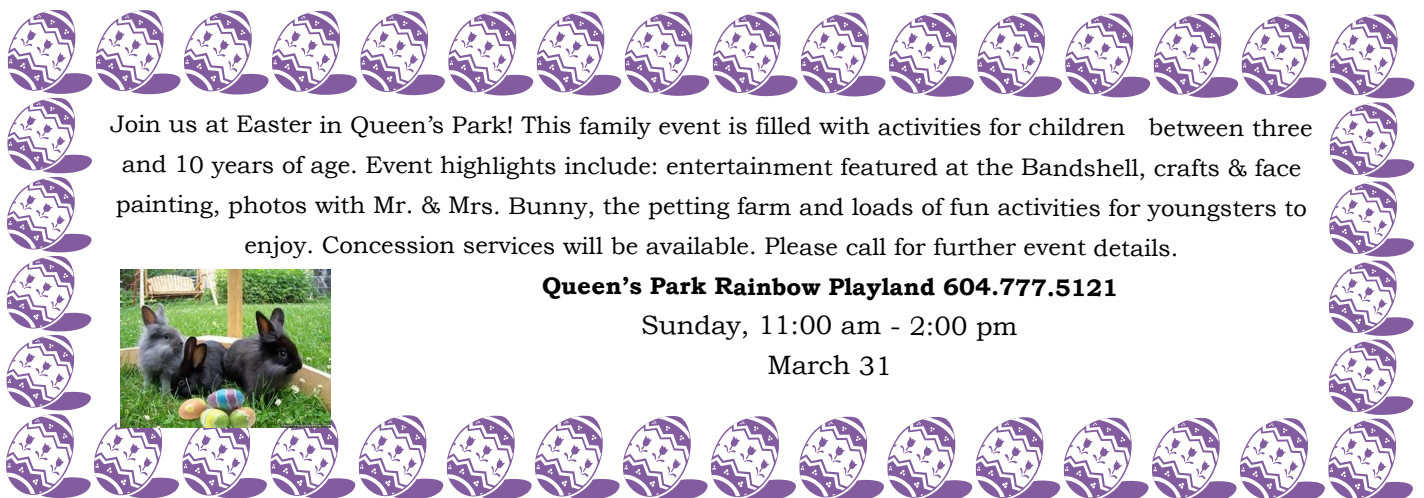 Join us at Easter in Queen’s Park! This family event is filled with activities for children between three
and 10 years of age. Event highlights include: entertainment featured at the Bandshell, crafts & face
painting, photos with Mr. & Mrs. Bunny, the petting farm and loads of fun activities for youngsters to
enjoy. Concession services will be available. Please call for further event details.
Queen’s Park Rainbow Playland 604.777.5121
Sunday, 11:00 am - 2:00 pm
March 31